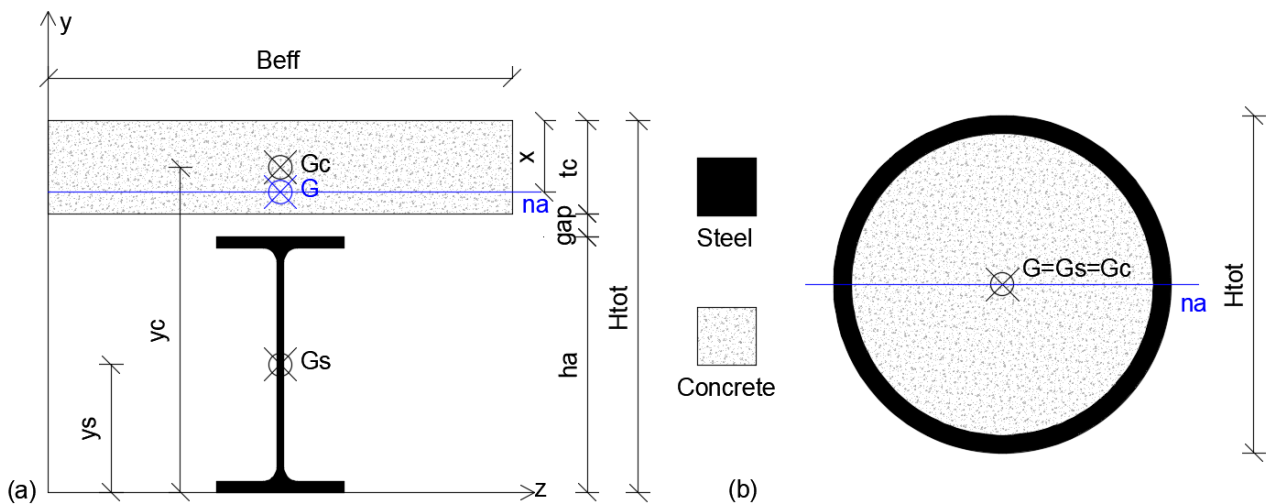 y
Beff
Gc
G
na
x
tc
gap
Htot
ha
yc
Gs
ys
z
(a)
Steel
Concrete
G=Gs=Gc
na
Htot
(b)